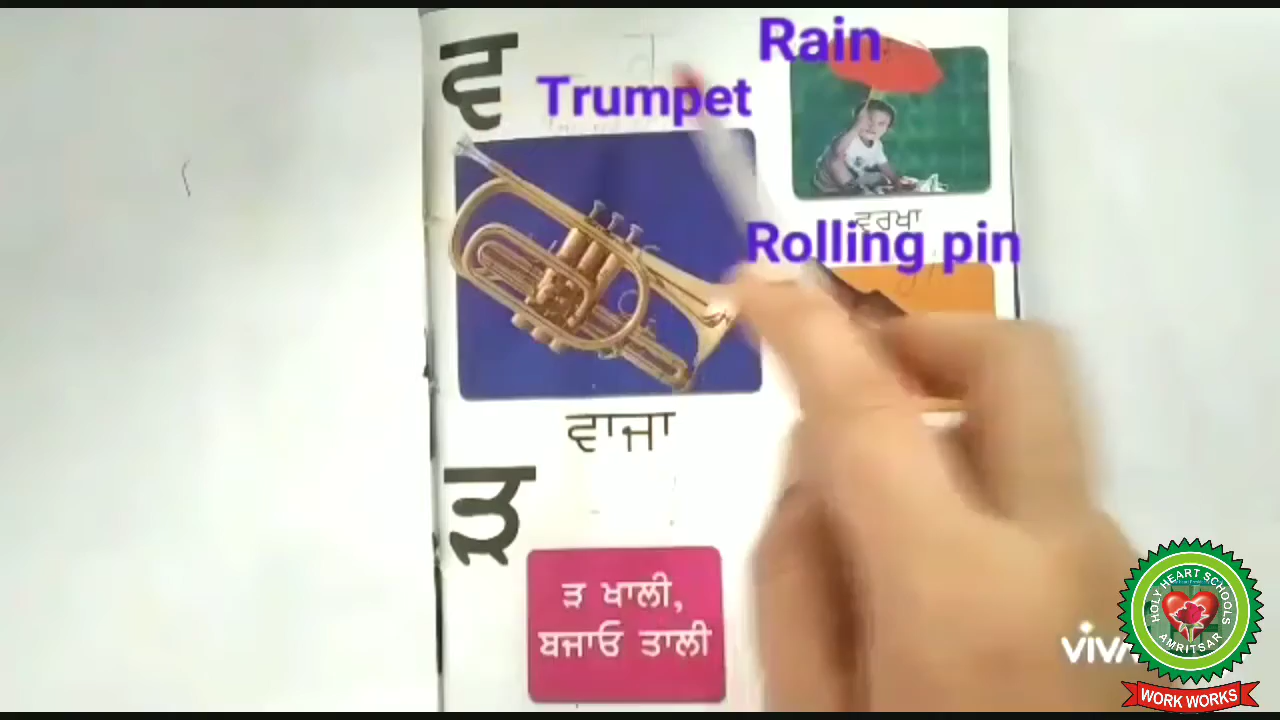 ਵ
Rain
Trumpet
ਵਰਖਾ
Rolling pin
ਵਾਜਾ
ੜ
ੜ ਖਾਲੀ,
ਬਜਾਓ ਤਾਲੀ
HOLY HEART SCHOOLS
AMRITSAR
WORK WORKS